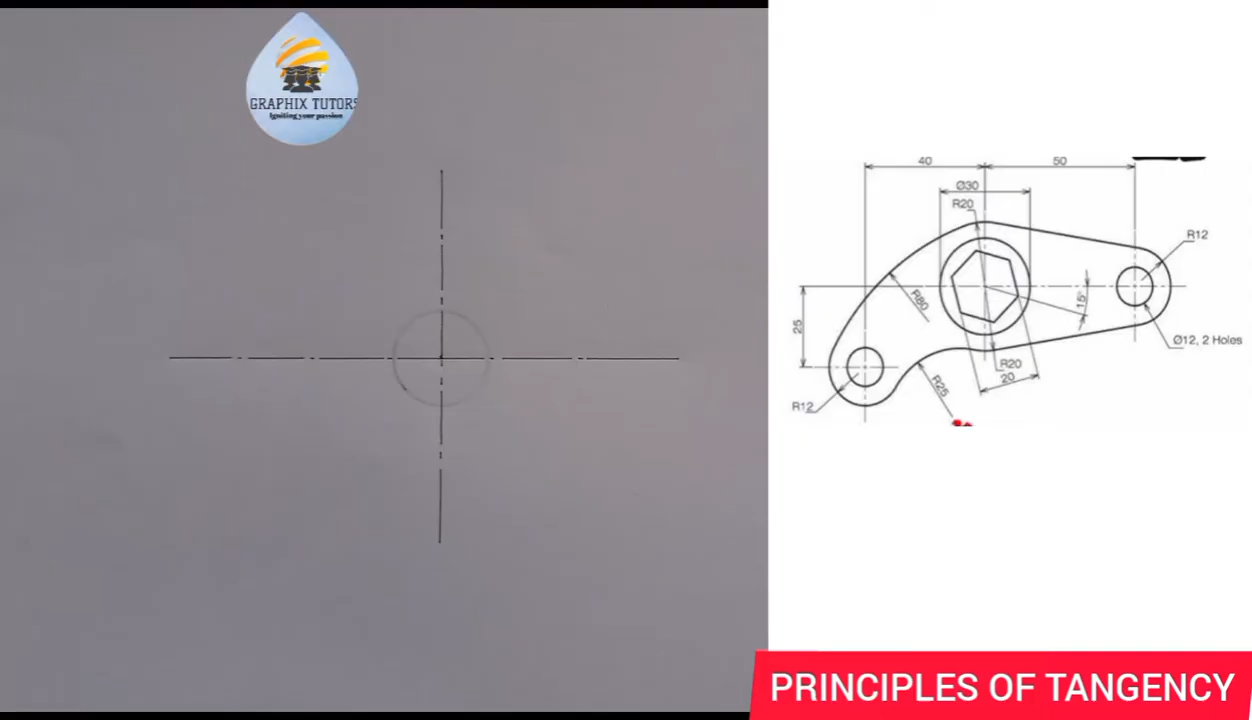 GRAPHIX TUTORS
Igniting your passion
40
50
Ø30
R20
R12
R80
15°
25
Ø12, 2 Holes
R20
20
R25
R12
PRINCIPLES OF TANGENCY